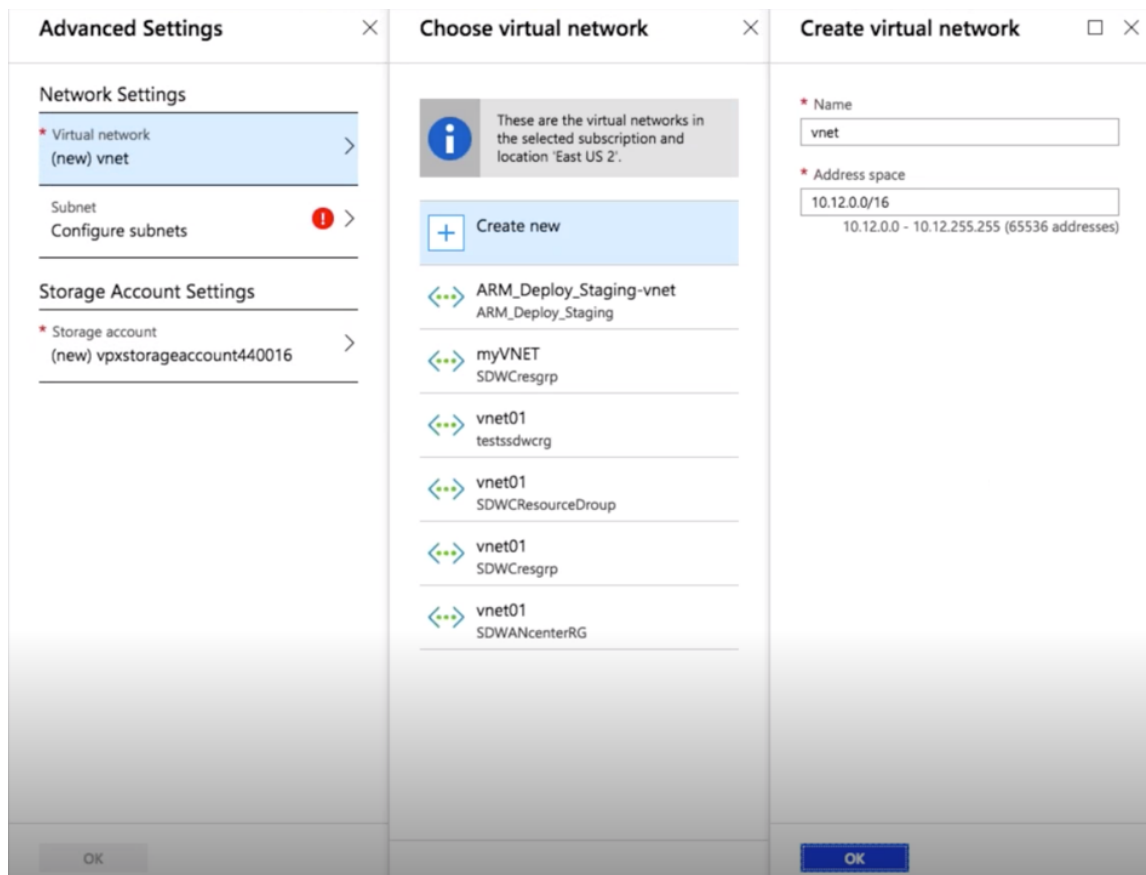 Advanced Settings
Network Settings
* Virtual network
(new) vnet
Subnet
Configure subnets
!
Storage Account Settings
* Storage account
(new) vpxstorageaccount440016
OK
Choose virtual network
i
These are the virtual networks in
the selected subscription and
location 'East US 2'.
Create new
ARM_Deploy_Staging-vnet
ARM_Deploy_Staging
myVNET
SDWCresgrp
vnet01
testssdwcrg
vnet01
SDWCResourceDroup
vnet01
SDWCresgrp
vnet01
SDWANcenterRG
Create virtual network
* Name
vnet
* Address space
10.12.0.0/16
10.12.0.0 - 10.12.255.255 (65536 addresses)
OK